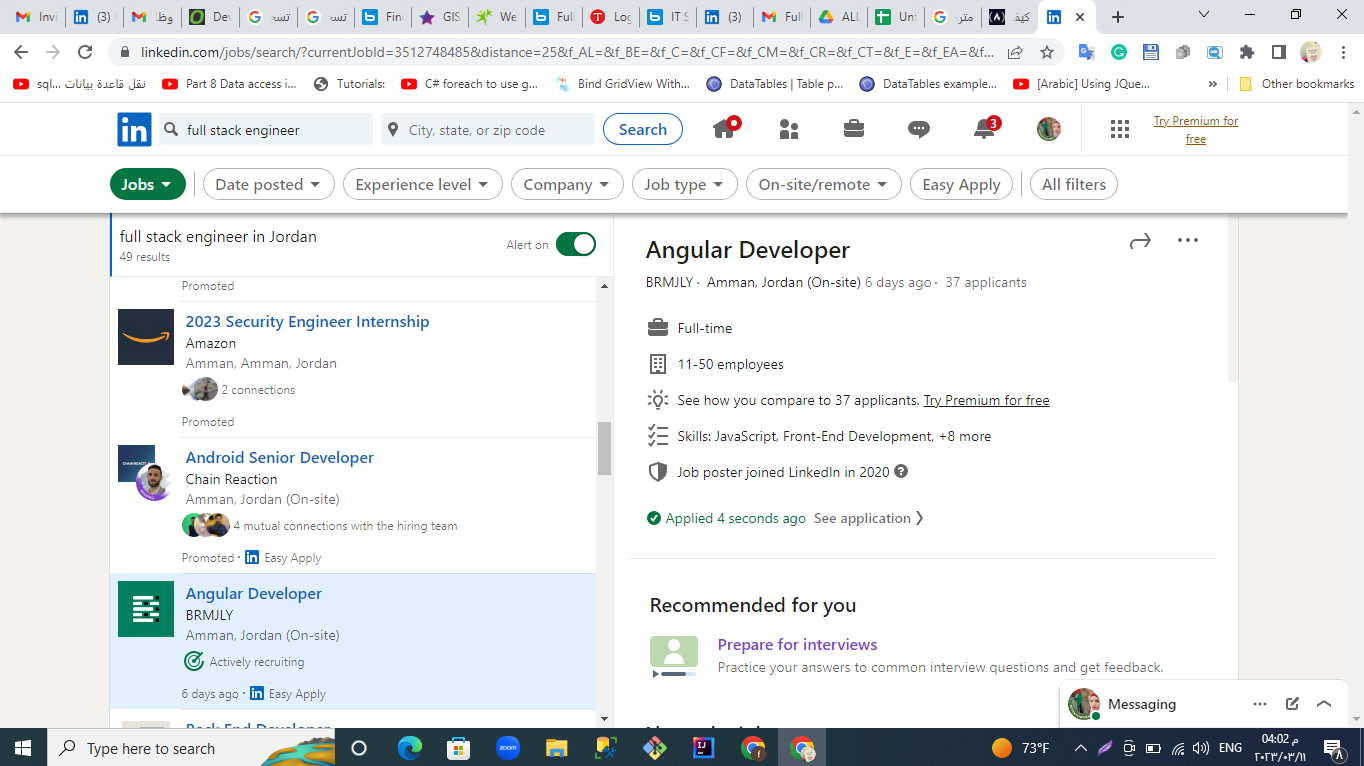 Invi
(3)
وظ
Dev
تسد
تسد
Fin
GIS
We
Full
Log
IT S
(3)
Full
ALL
Unt
متر
كيف
linkedin.com/jobs/search/?currentJobId=3512748485&distance=25&f_AL=&f_BE=&f_C=&f_CF=&f_CM=&f_CR=&f_CT=&f_E=&f_EA=&f...
نقل قاعدة بيانات ...sql
Part 8 Data access i...
Tutorials:
C# foreach to use g...
Bind GridView With...
DataTables | Table p...
DataTables example...
[Arabic] Using JQue...
»
Other bookmarks
in
full stack engineer
City, state, or zip code
Search
3
Try Premium for
free
Jobs
Date posted
Experience level
Company
Job type
On-site/remote
Easy Apply
All filters
full stack engineer in Jordan
49 results
Alert on
Promoted
2023 Security Engineer Internship
Amazon
Amman, Amman, Jordan
2 connections
Promoted
Android Senior Developer
Chain Reaction
Amman, Jordan (On-site)
4 mutual connections with the hiring team
Promoted · in Easy Apply
Angular Developer
BRMJLY
Amman, Jordan (On-site)
Actively recruiting
6 days ago · in Easy Apply
Back End Developer
Angular Developer
BRMJLY · Amman, Jordan (On-site) 6 days ago · 37 applicants
Full-time
11-50 employees
See how you compare to 37 applicants. Try Premium for free
Skills: JavaScript, Front-End Development, +8 more
Job poster joined LinkedIn in 2020
Applied 4 seconds ago See application
Recommended for you
Prepare for interviews
Practice your answers to common interview questions and get feedback.
Messaging
Type here to search
zoom
73°F
ENG
04:02 م
٢٠٢٣/٠٣/١١
٨